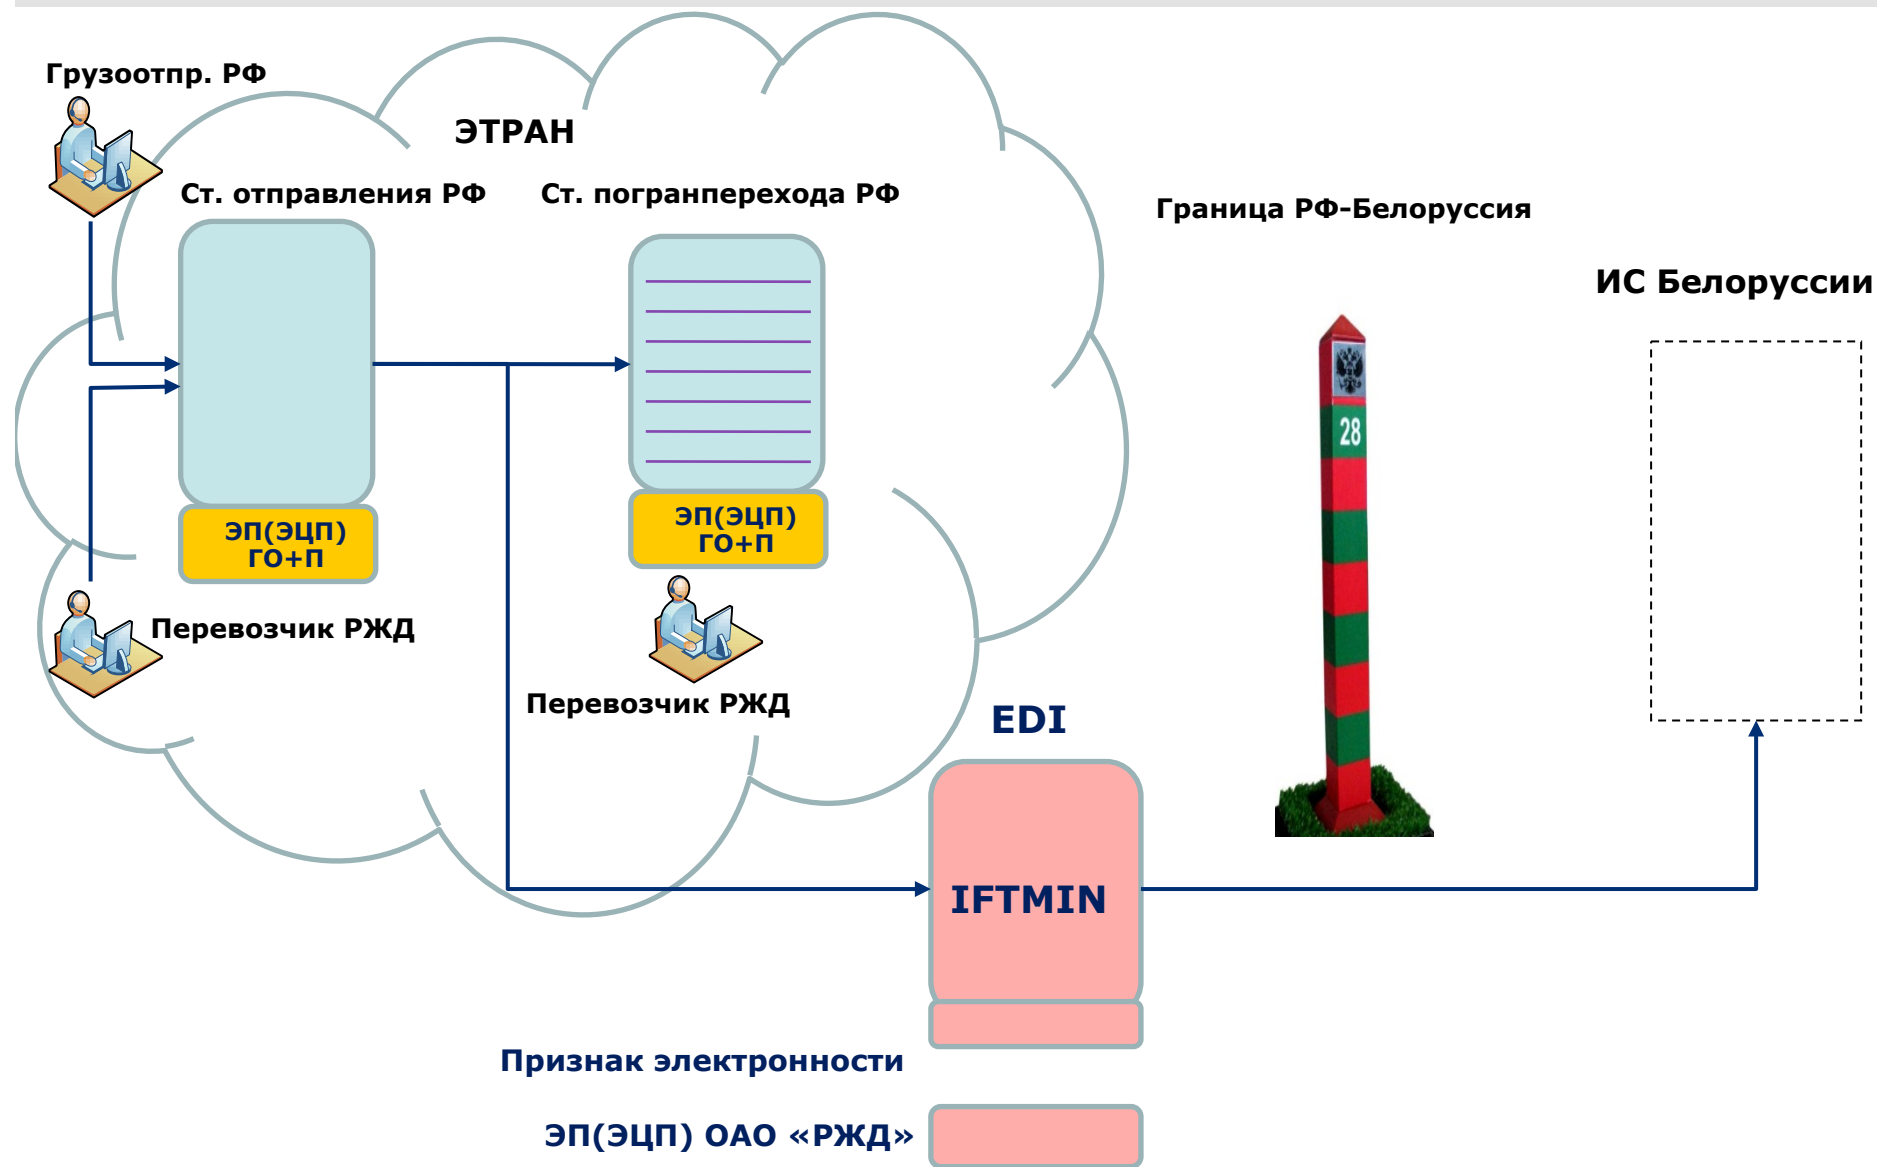 Грузоотпр. РФ
ЭТРАН
Ст. отправления РФ
Ст. погранперехода РФ
Граница РФ-Белоруссия
ИС Белоруссии
28
ЭП(ЭЦП)
ГО+П
ЭП(ЭЦП)
ГО+П
Перевозчик РЖД
Перевозчик РЖД
EDI
IFTMIN
Признак электронности
ЭП(ЭЦП) ОАО «РЖД»